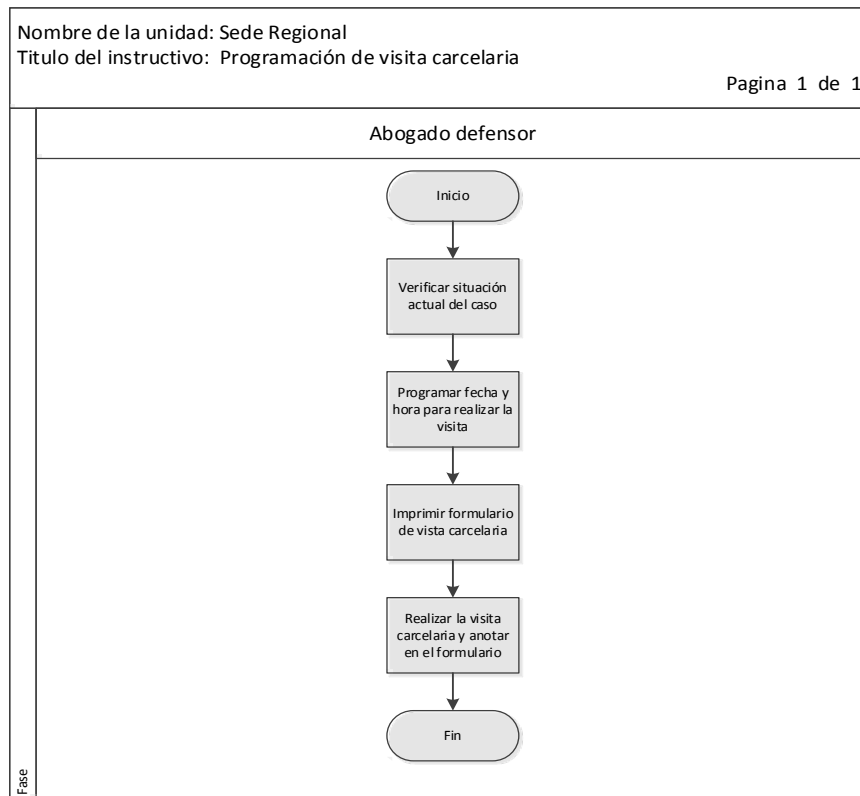 Nombre de la unidad: Sede Regional
Titulo del instructivo: Programación de visita carcelaria
Pagina 1 de 1
Abogado defensor
Inicio
Verificar situación
actual del caso
Programar fecha y
hora para realizar la
visita
Imprimir formulario
de vista carcelaria
Realizar la visita
carcelaria y anotar
en el formulario
Fin
Fase